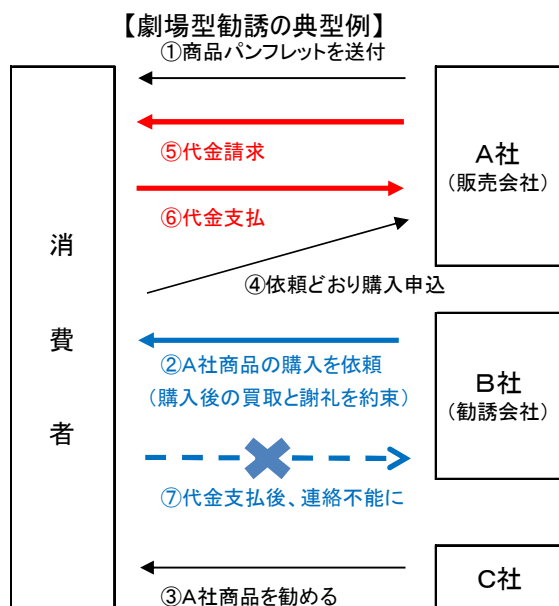 【劇場型勧誘の典型例】
①商品パンフレットを送付
⑤代金請求
⑥代金支払
A社
（販売会社）
④依頼どおり購入申込
消費者
②A社商品の購入を依頼
（購入後の買取と謝礼を約束）
B社
（勧誘会社）
⑦代金支払後、連絡不能に
C社
③A社商品を勧める